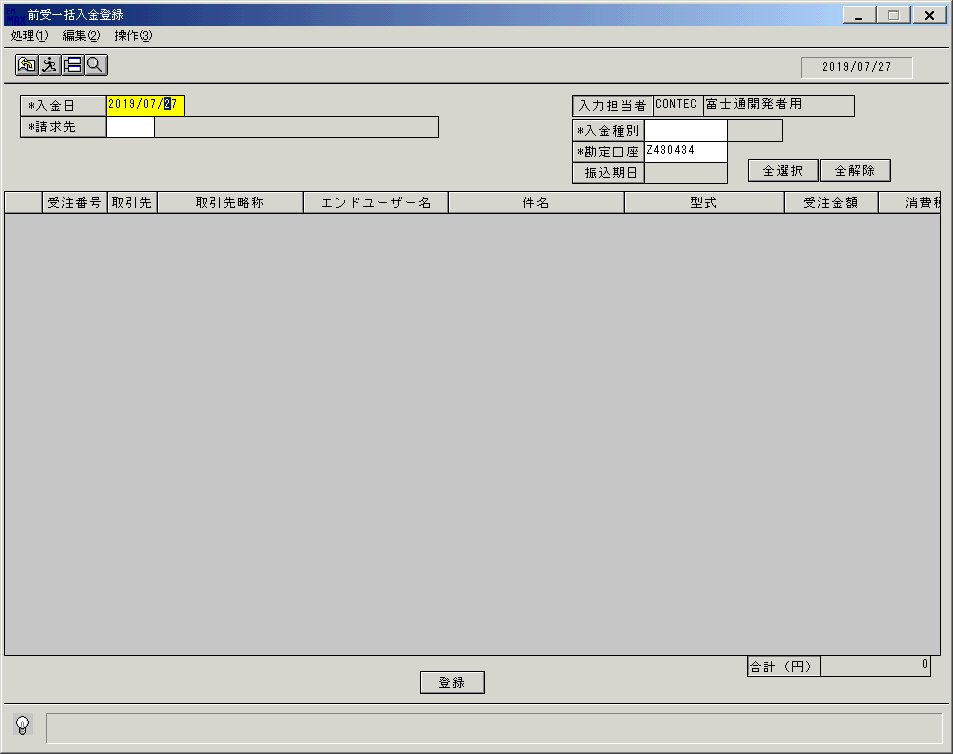 前受一括入金登録
処理(1) 編集(2) 操作(3)
2019/07/27
*入金日 2019/07/27
入力担当者 CONTEC 富士通開発者用
*請求先
*入金種別
*勘定口座 Z430434
振込期日
全選択 全解除
受注番号 取引先 取引先略称 エンドユーザー名 件名 型式 受注金額 消費税
合計（円） 0
登録